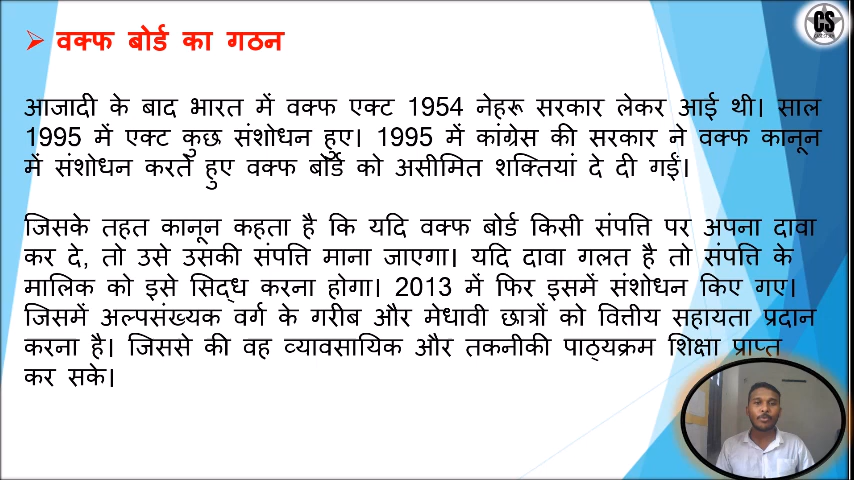 वक्फ बोर्ड का गठन
आजादी के बाद भारत में वक्फ एक्ट 1954 नेहरू सरकार लेकर आई थी। साल
1995 में एक्ट कुछ संशोधन हुए। 1995 में कांग्रेस की सरकार ने वक्फ कानून
में संशोधन करते हुए वक्फ बोर्ड को असीमित शक्तियां दे दी गईं।
जिसके तहत कानून कहता है कि यदि वक्फ बोर्ड किसी संपत्ति पर अपना दावा
कर दे, तो उसे उसकी संपत्ति माना जाएगा। यदि दावा गलत है तो संपत्ति के
मालिक को इसे सिद्ध करना होगा। 2013 में फिर इसमें संशोधन किए गए।
जिसमें अल्पसंख्यक वर्ग के गरीब और मेधावी छात्रों को वित्तीय सहायता प्रदान
करना है। जिससे की वह व्यावसायिक और तकनीकी पाठ्यक्रम शिक्षा प्राप्त
कर सके।
CS